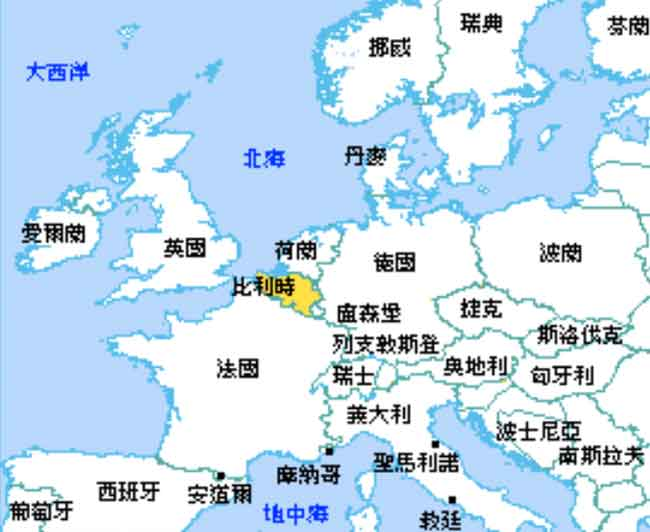 瑞典
芬蘭
挪威
大西洋
北海
丹麥
愛爾蘭
英國
荷蘭
德國
波蘭
比利時
盧森堡
捷克
斯洛伐克
列支敦斯登
法國
瑞士
奧地利
匈牙利
義大利
波士尼亞
南斯拉夫
聖馬利諾
摩納哥
西班牙
安道爾
葡萄牙
地中海
教廷